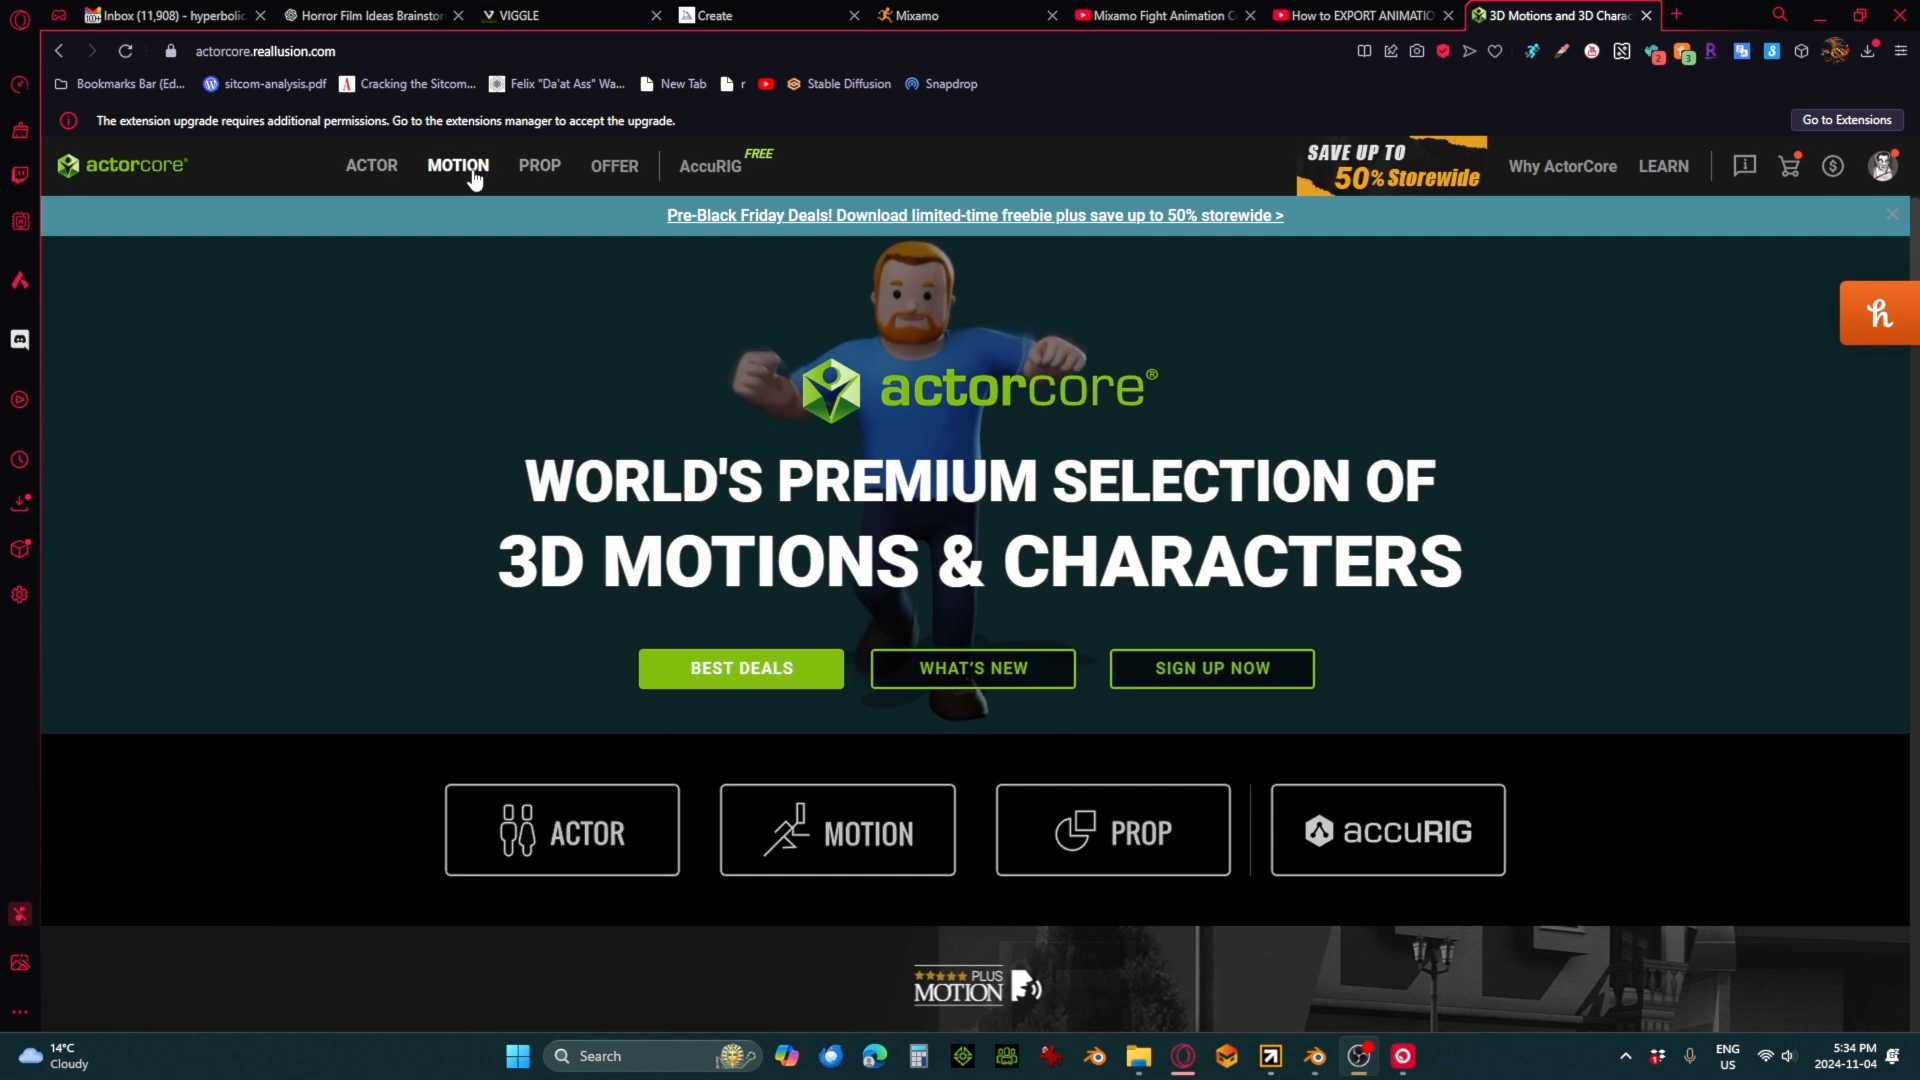 Inbox (11,908) - hyperbolic
Horror Film Ideas Brainstor
VIGGLE
Create
Mixamo
Mixamo Fight Animation C
How to EXPORT ANIMATIO
3D Motions and 3D Charac
actorcore.reallusion.com
Bookmarks Bar (Ed...
sitcom-analysis.pdf
Cracking the Sitcom...
Felix "Da'at Ass" Wa...
New Tab
r
Stable Diffusion
Snapdrop
The extension upgrade requires additional permissions. Go to the extensions manager to accept the upgrade.
Go to Extensions
actorcore®
ACTOR
MOTION
PROP
OFFER
AccuRIG
FREE
SAVE UP TO
50% Storewide
Why ActorCore
LEARN
Pre-Black Friday Deals! Download limited-time freebie plus save up to 50% storewide >
actorcore®
WORLD'S PREMIUM SELECTION OF
3D MOTIONS & CHARACTERS
BEST DEALS
WHAT'S NEW
SIGN UP NOW
ACTOR
MOTION
PROP
accuRIG
PLUS
MOTION
14°C
Cloudy
Search
ENG
US
5:34 PM
2024-11-04